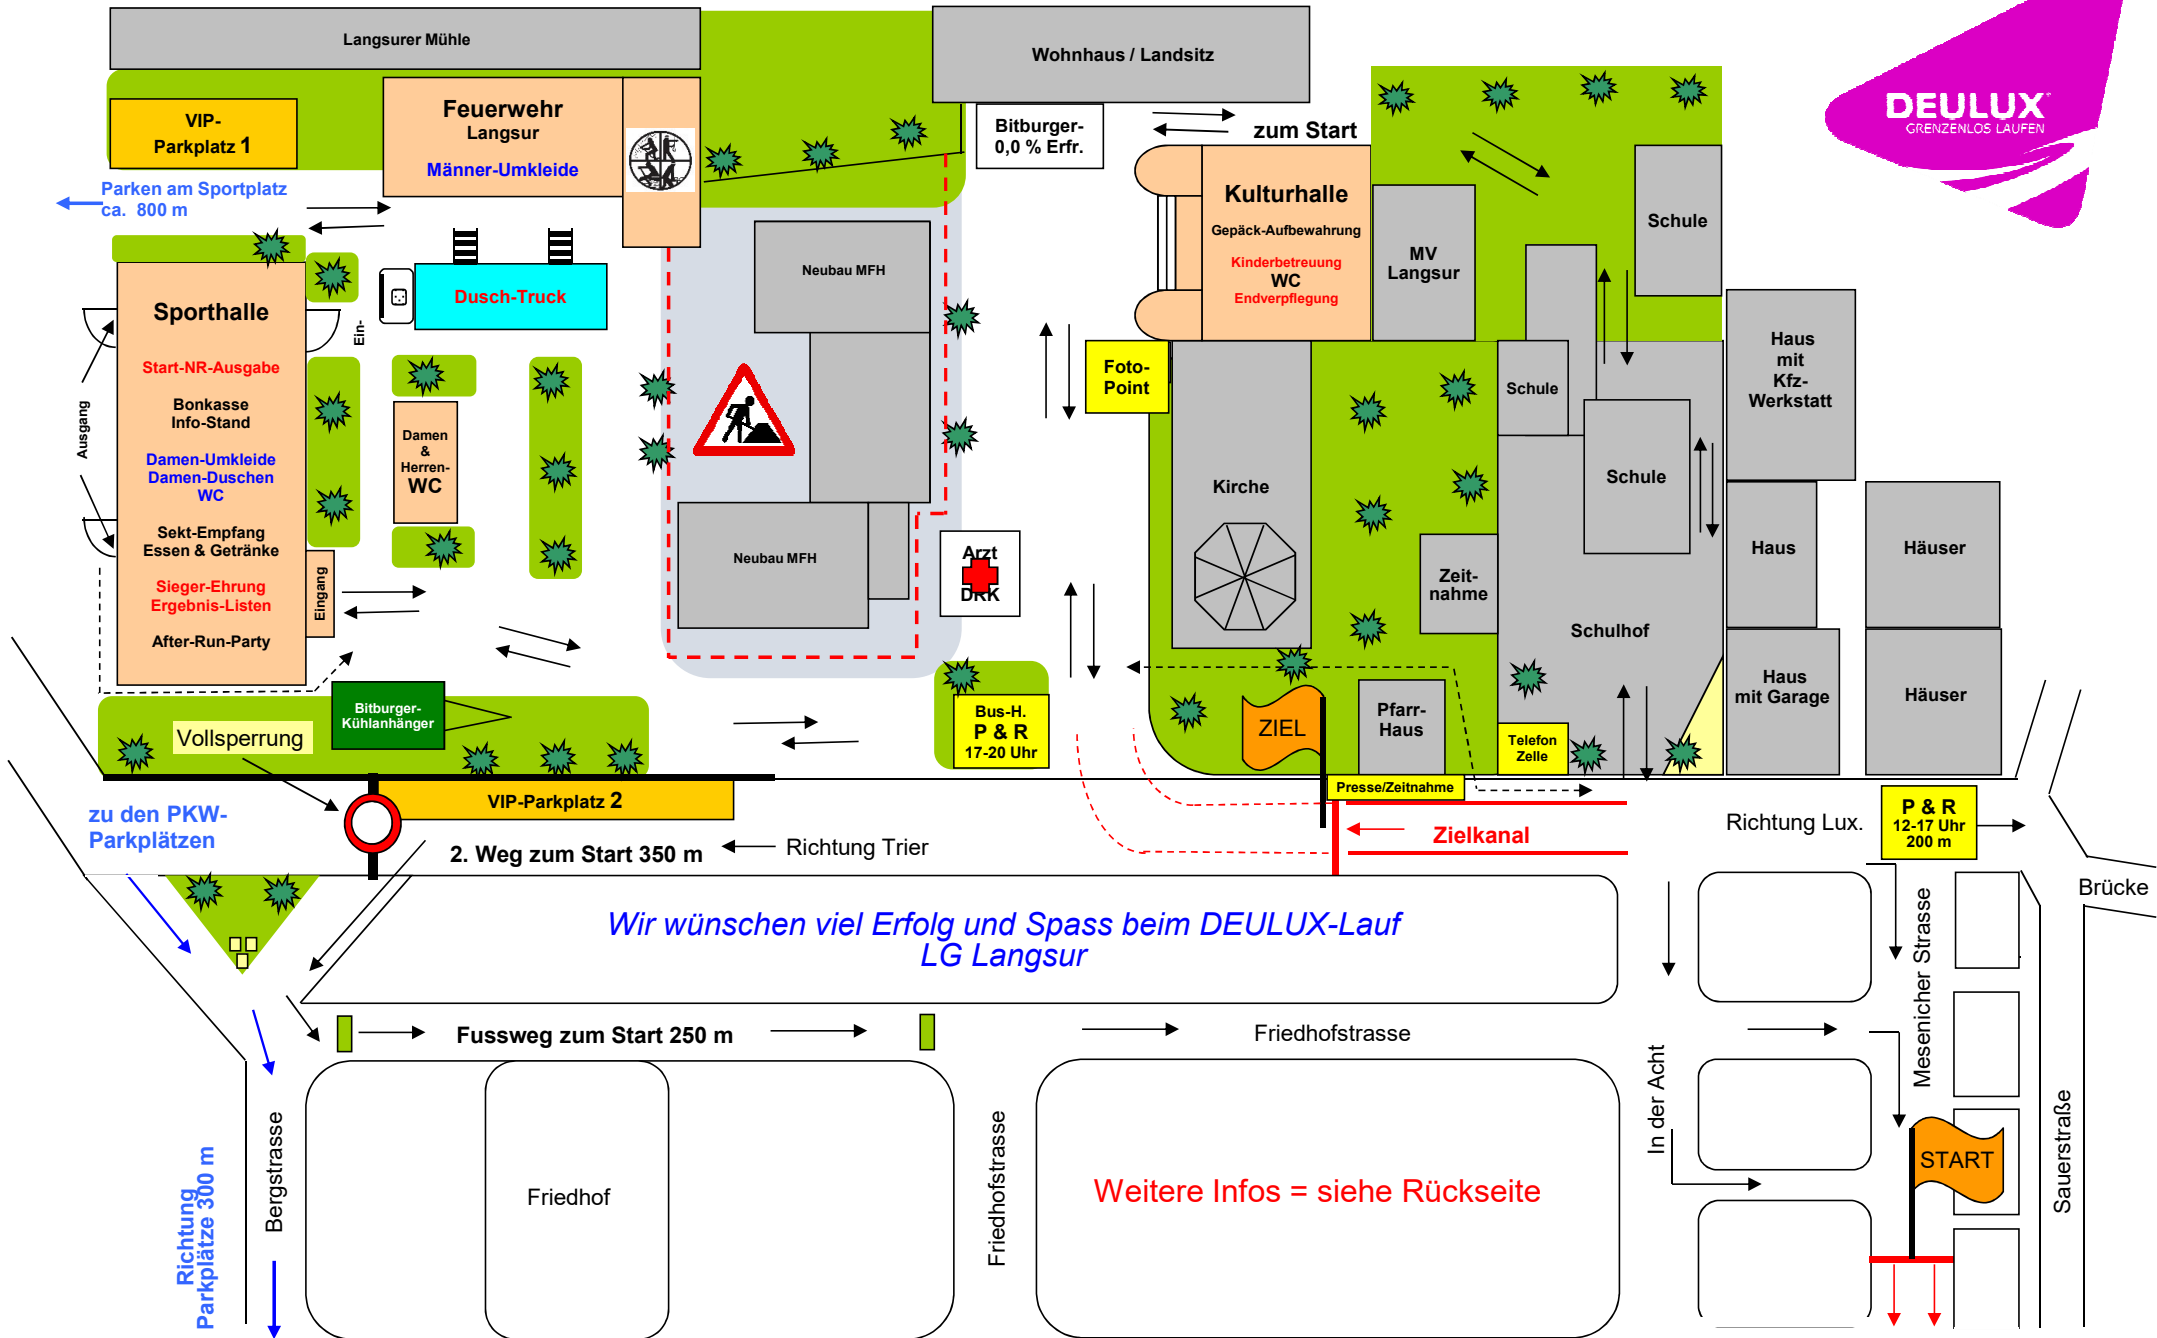 Langsurer Mühle
Wohnhaus / Landsitz
DEULUX
GRENZENLOS LAUFEN
VIP-
Parkplatz 1
Feuerwehr
Langsur
Männer-Umkleide
Bitburger-
0,0 % Erfr.
zum Start
Parken am Sportplatz
ca. 800 m
Kulturhalle
Gepäck-Aufbewahrung
Kinderbetreuung
WC
Endverpflegung
MV
Langsur
Schule
Neubau MFH
Dusch-Truck
Ein-
Sporthalle
Start-NR-Ausgabe
Bonkasse
Info-Stand
Damen-Umkleide
Damen-Duschen
WC
Sekt-Empfang
Essen & Getränke
Sieger-Ehrung
Ergebnis-Listen
After-Run-Party
Ausgang
Eingang
Damen
&
Herren-
WC
Foto-
Point
Schule
Haus
mit
Kfz-
Werkstatt
Kirche
Schule
Neubau MFH
Arzt
DRK
Zeit-
nahme
Haus
Häuser
Schulhof
Bitburger-
Kühlanhänger
Vollsperrung
Bus-H.
P & R
17-20 Uhr
ZIEL
Pfarr-
Haus
Telefon
Zelle
Haus
mit Garage
Häuser
VIP-Parkplatz 2
Presse/Zeitnahme
zu den PKW-
Parkplätzen
2. Weg zum Start 350 m
Richtung Trier
Zielkanal
Richtung Lux.
P & R
12-17 Uhr
200 m
Brücke
Wir wünschen viel Erfolg und Spass beim DEULUX-Lauf
LG Langsur
Fussweg zum Start 250 m
Friedhofstrasse
In der Acht
Mesenicher Strasse
Sauerstraße
START
Richtung
Parkplätze 300 m
Bergstrasse
Friedhof
Friedhofstrasse
Weitere Infos = siehe Rückseite